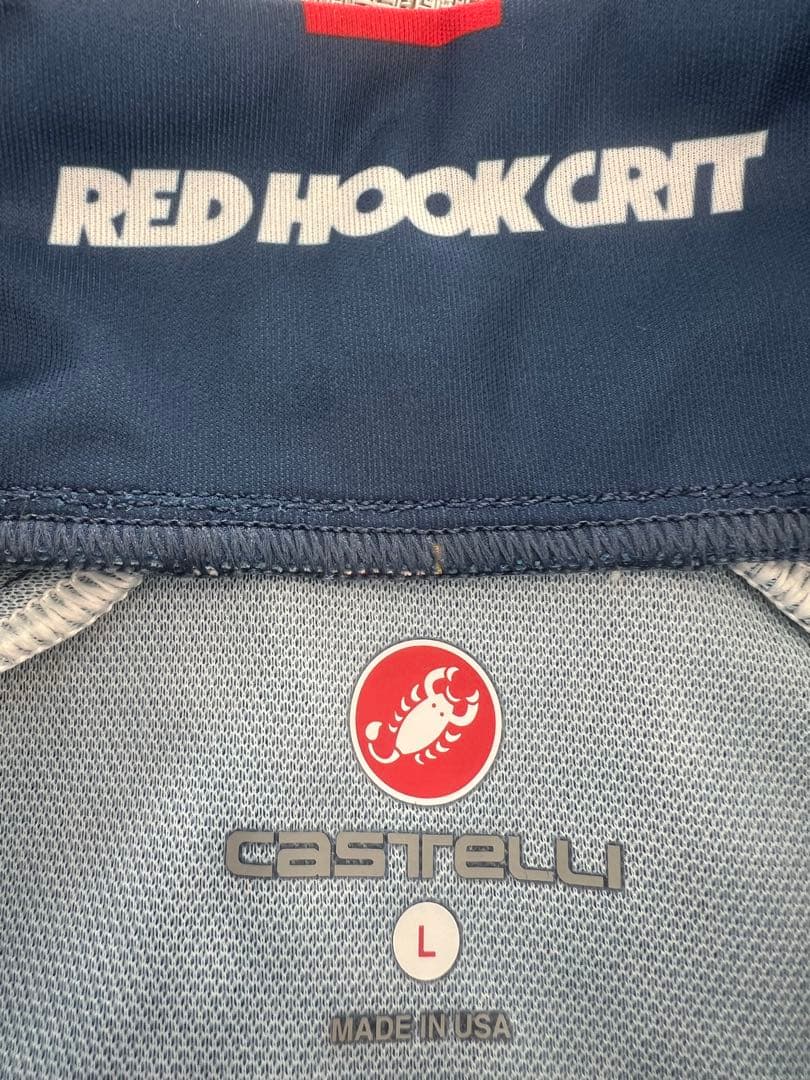 RED HOOK CRIT
CASTELLI
L
MADE IN USA